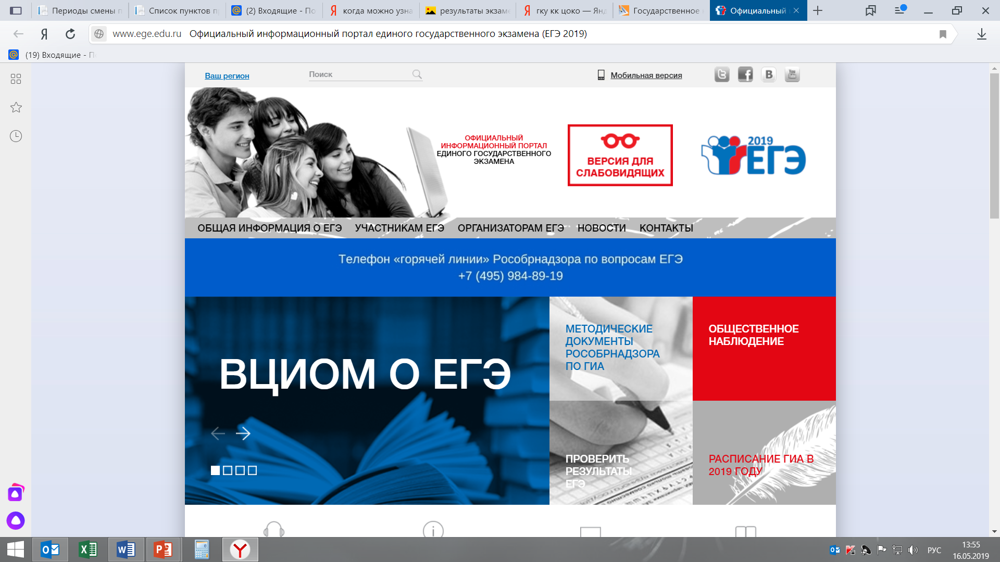 Периоды смены п
Список пунктов п
(2) Входящие - По
когда можно узна
результаты экзаме
гку кк цоко — Янд
Государственное
Официальный
www.ege.edu.ru Официальный информационный портал единого государственного экзамена (ЕГЭ 2019)
(19) Входящие - По
Ваш регион
Поиск
Мобильная версия
You
ОФИЦИАЛЬНЫЙ
ИНФОРМАЦИОННЫЙ ПОРТАЛ
ЕДИНОГО ГОСУДАРСТВЕННОГО
ЭКЗАМЕНА
ВЕРСИЯ ДЛЯ
СЛАБОВИДЯЩИХ
2019
ЕГЭ
ОБЩАЯ ИНФОРМАЦИЯ О ЕГЭ УЧАСТНИКАМ ЕГЭ ОРГАНИЗАТОРАМ ЕГЭ НОВОСТИ КОНТАКТЫ
Телефон «горячей линии» Рособрнадзора по вопросам ЕГЭ
+7 (495) 984-89-19
ВЦИОМ О ЕГЭ
МЕТОДИЧЕСКИЕ
ДОКУМЕНТЫ
РОСОБРНАДЗОРА
ПО ГИА
ОБЩЕСТВЕННОЕ
НАБЛЮДЕНИЕ
ПРОВЕРИТЬ
РЕЗУЛЬТАТЫ
ЕГЭ
РАСПИСАНИЕ ГИА В
2019 ГОДУ
РУС
13:55
16.05.2019